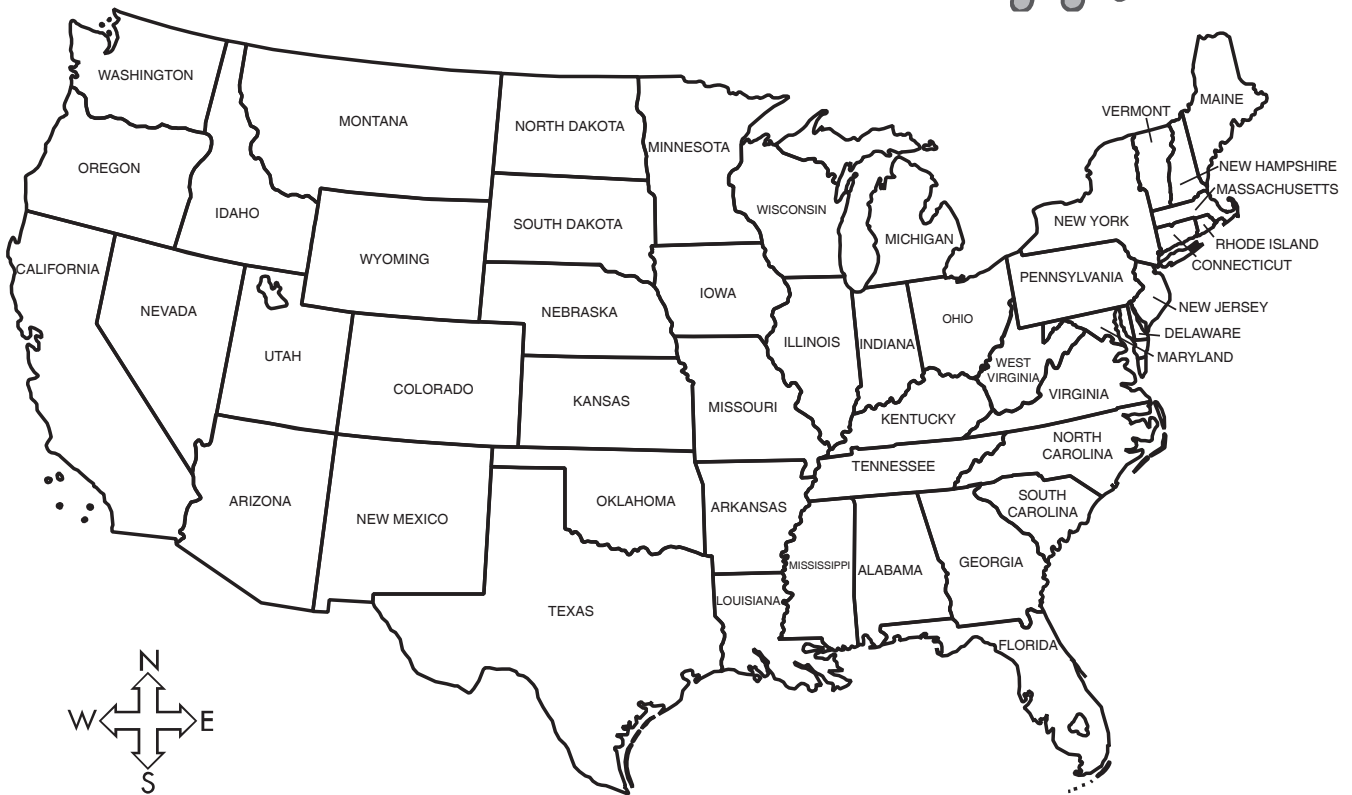 WASHINGTON
MAINE
VERMONT
MONTANA
NORTH DAKOTA
MINNESOTA
OREGON
NEW HAMPSHIRE
MASSACHUSETTS
IDAHO
WISCONSIN
SOUTH DAKOTA
NEW YORK
MICHIGAN
RHODE ISLAND
WYOMING
CONNECTICUT
CALIFORNIA
PENNSYLVANIA
IOWA
NEW JERSEY
NEVADA
NEBRASKA
OHIO
DELAWARE
ILLINOIS
INDIANA
UTAH
MARYLAND
WEST
VIRGINIA
COLORADO
VIRGINIA
KANSAS
MISSOURI
KENTUCKY
NORTH
CAROLINA
TENNESSEE
ARIZONA
OKLAHOMA
ARKANSAS
SOUTH
CAROLINA
NEW MEXICO
MISSISSIPPI
ALABAMA
GEORGIA
LOUISIANA
TEXAS
FLORIDA
N
W
E
S